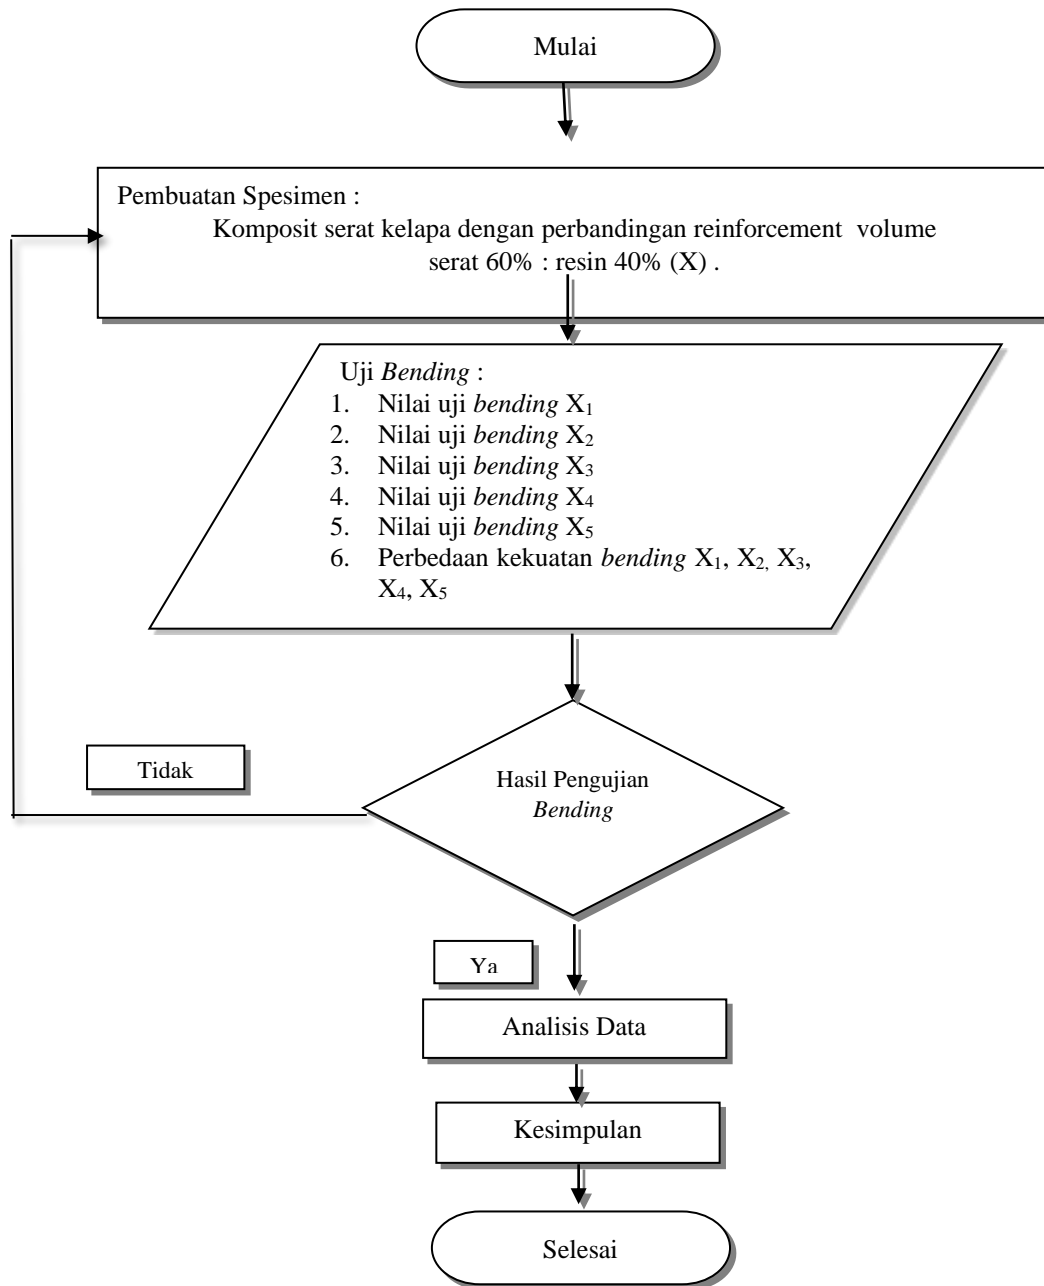 Mulai
Pembuatan Spesimen :
Komposit serat kelapa dengan perbandingan reinforcement volume
serat 60% : resin 40% (X) .
Uji Bending :
1. Nilai uji bending X₁
2. Nilai uji bending X₂
3. Nilai uji bending X₃
4. Nilai uji bending X₄
5. Nilai uji bending X₅
6. Perbedaan kekuatan bending X₁, X₂, X₃,
X₄, X₅
Tidak
Hasil Pengujian
Bending
Ya
Analisis Data
Kesimpulan
Selesai